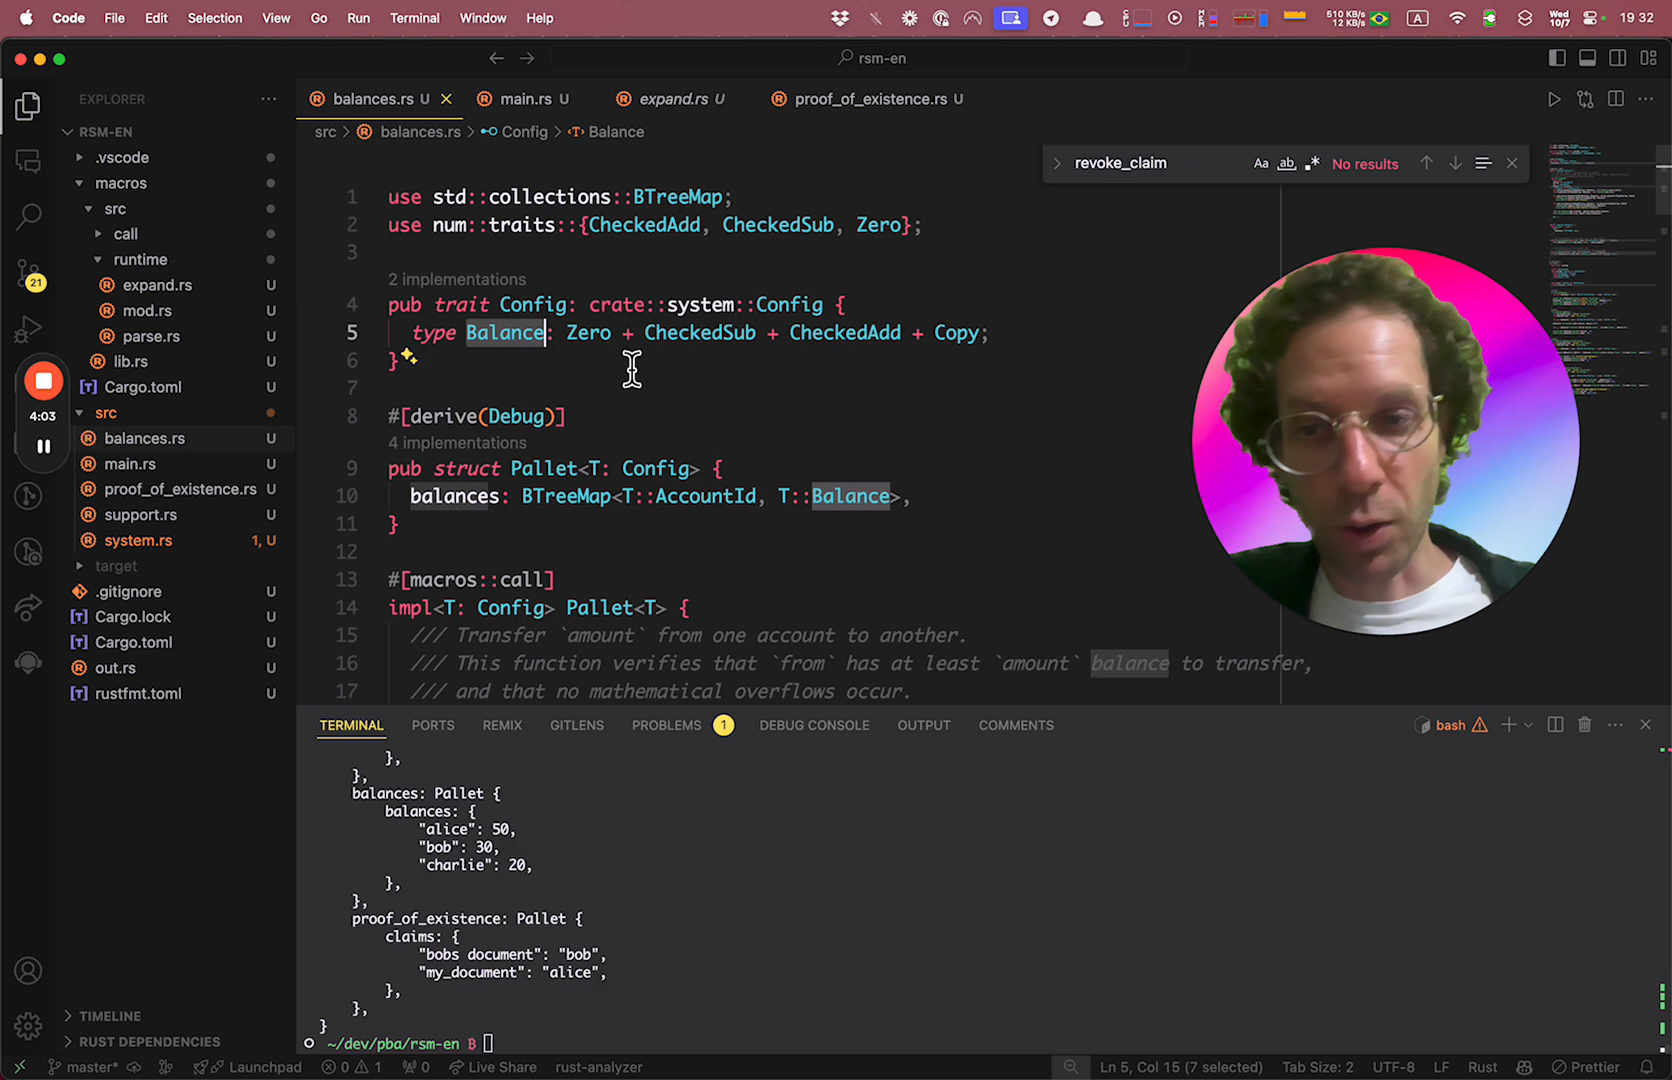 Code File Edit Selection View Go Run Terminal Window Help
510 KB/s
12 KB/s
A
Wed
10/7
19 32
rsm-en
EXPLORER
RSM-EN
.vscode
macros
src
call
runtime
expand.rs U
mod.rs U
parse.rs U
lib.rs U
Cargo.toml U
src
balances.rs U
main.rs U
proof_of_existence.rs U
support.rs U
system.rs 1, U
target
.gitignore U
Cargo.lock U
Cargo.toml U
out.rs U
rustfmt.toml U
TIMELINE
RUST DEPENDENCIES
21
4:03
balances.rs U main.rs U expand.rs U proof_of_existence.rs U
src > balances.rs > Config > Balance
revoke_claim Aa ab .* No results
1 use std::collections::BTreeMap;
2 use num::traits::{CheckedAdd, CheckedSub, Zero};
3
2 implementations
4 pub trait Config: crate::system::Config {
5 type Balance: Zero + CheckedSub + CheckedAdd + Copy;
6 }
7
8 #[derive(Debug)]
4 implementations
9 pub struct Pallet<T: Config> {
10 balances: BTreeMap<T::AccountId, T::Balance>,
11 }
12
13 #[macros::call]
14 impl<T: Config> Pallet<T> {
15 /// Transfer `amount` from one account to another.
16 /// This function verifies that `from` has at least `amount` balance to transfer,
17 /// and that no mathematical overflows occur.
TERMINAL PORTS REMIX GITLENS PROBLEMS 1 DEBUG CONSOLE OUTPUT COMMENTS
bash
},
},
balances: Pallet {
balances: {
"alice": 50,
"bob": 30,
"charlie": 20,
},
},
proof_of_existence: Pallet {
claims: {
"bobs document": "bob",
"my_document": "alice",
},
},
}
~/dev/pba/rsm-en B
master* Launchpad 0 1 0 Live Share rust-analyzer Ln 5, Col 15 (7 selected) Tab Size: 2 UTF-8 LF Rust Prettier